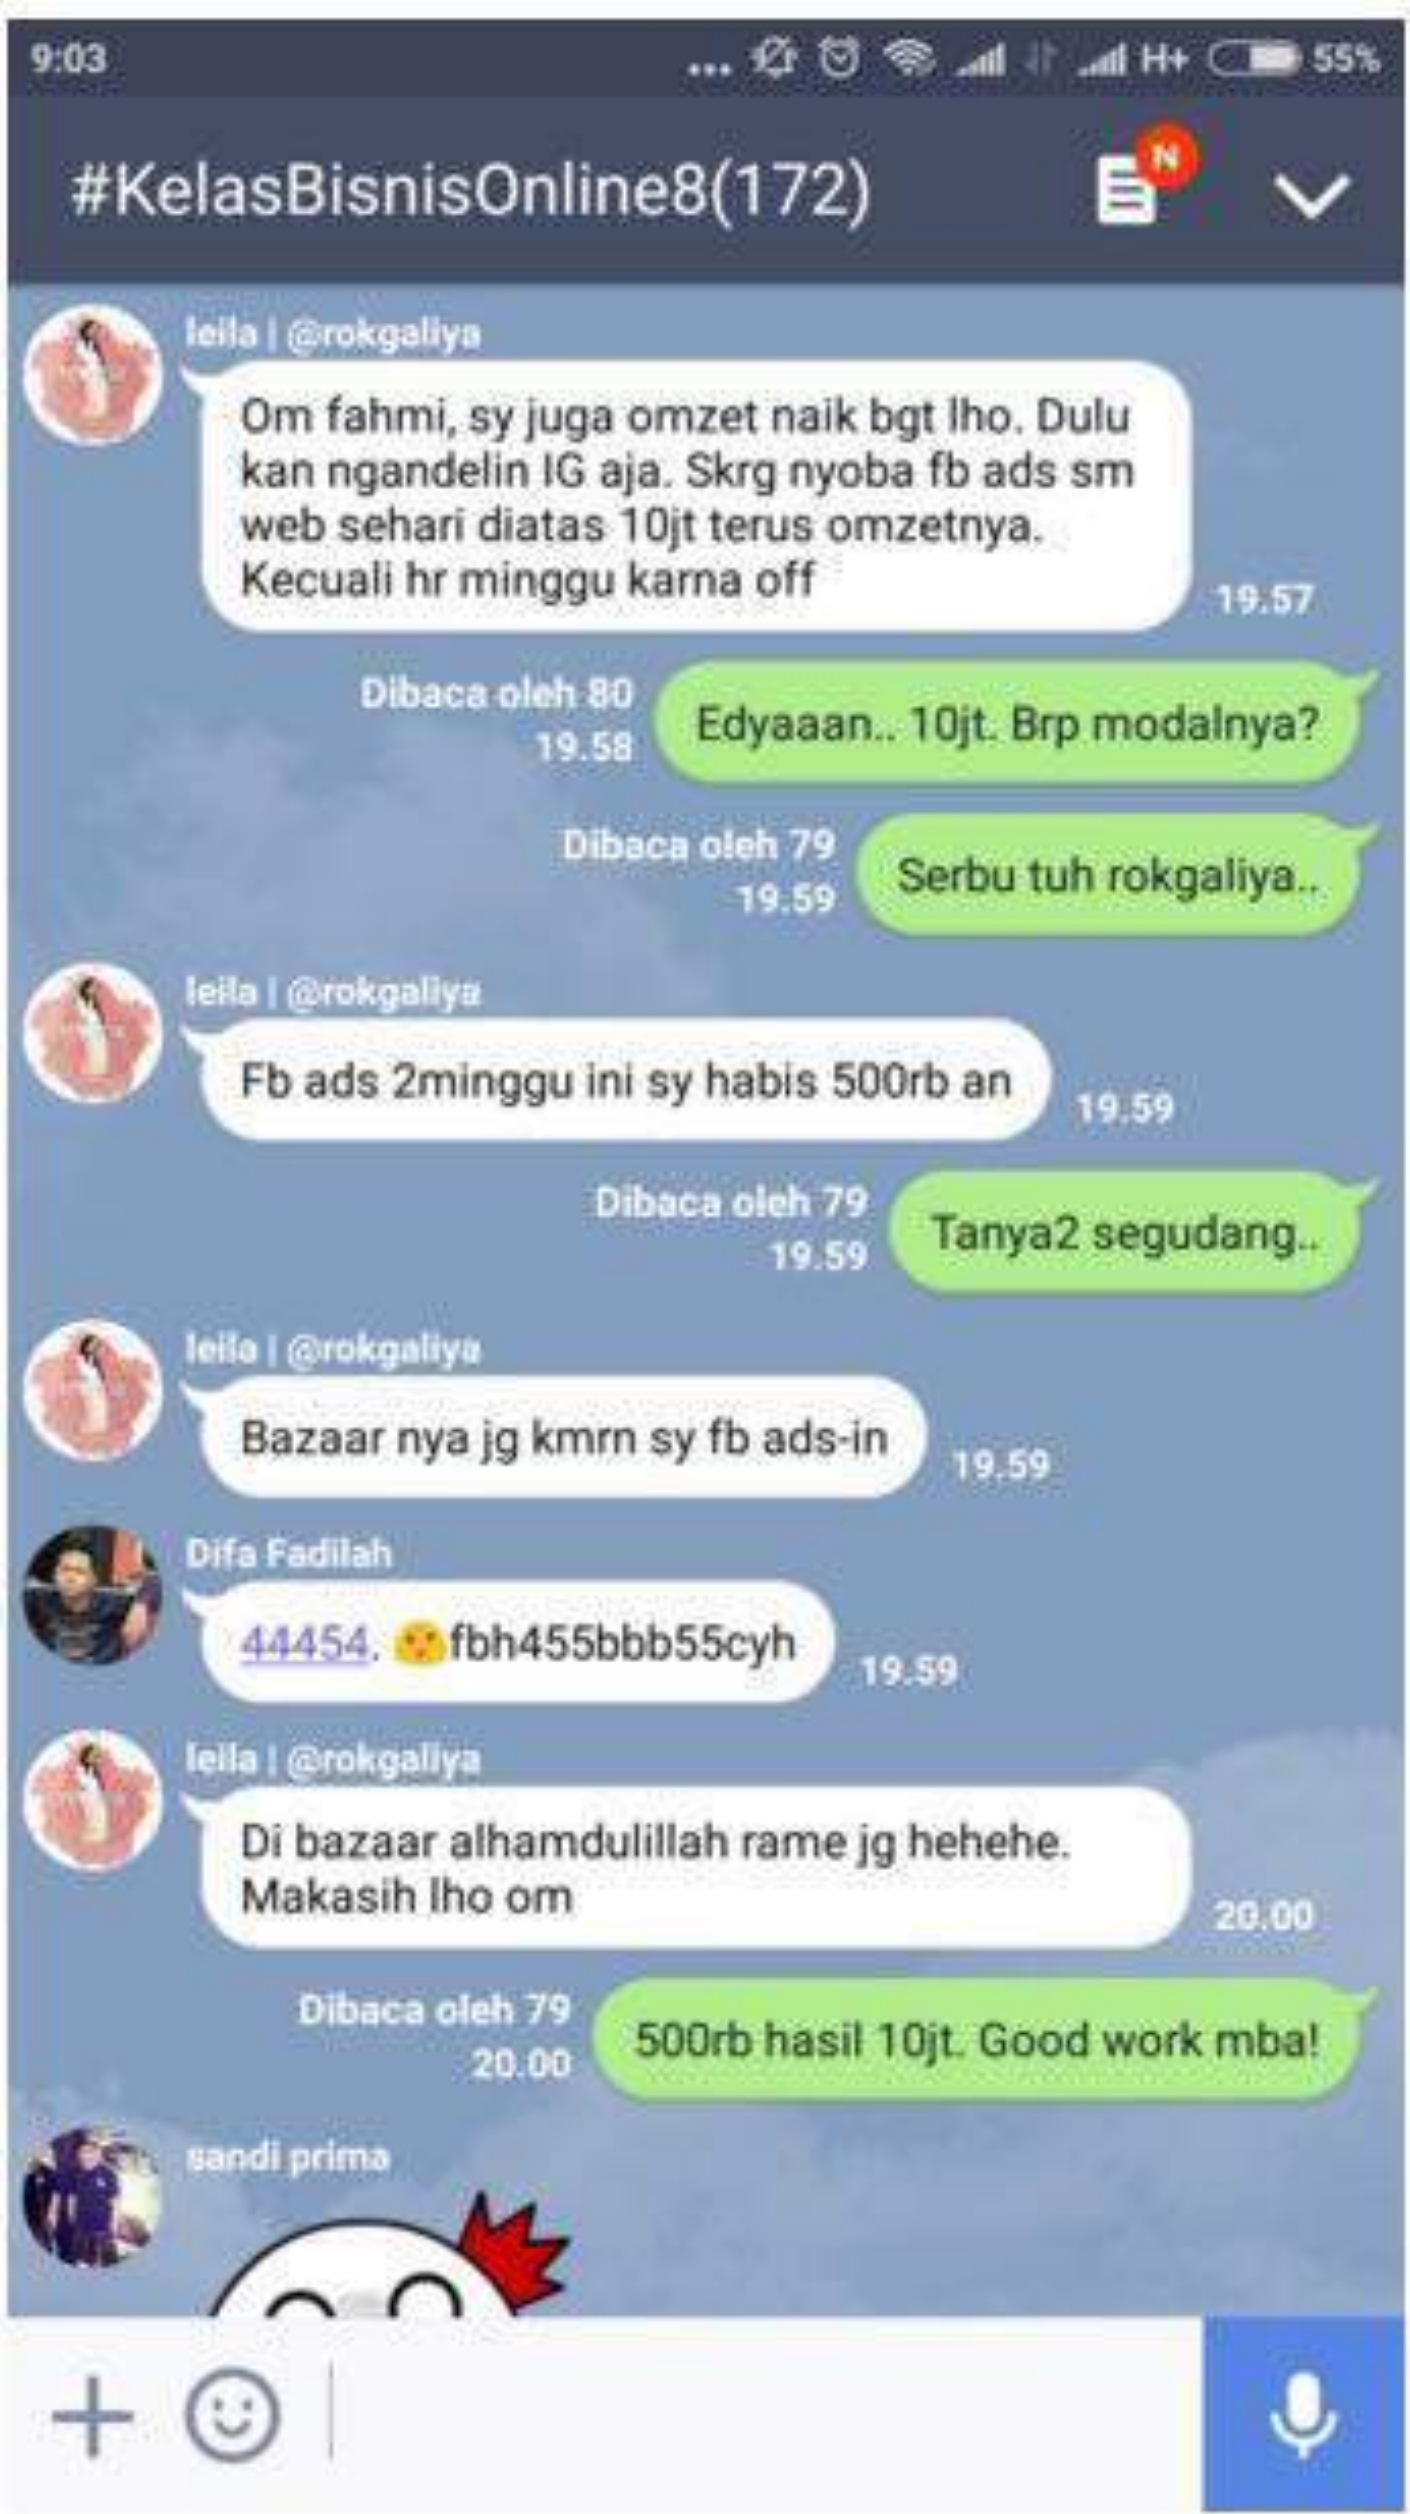 9:03
... H+ 55%
#KelasBisnisOnline8(172)
N
leila | @rokgaliya
Om fahmi, sy juga omzet naik bgt lho. Dulu
kan ngandelin IG aja. Skrg nyoba fb ads sm
web sehari diatas 10jt terus omzetnya.
Kecuali hr minggu karna off
19.57
Dibaca oleh 80
19.58
Edyaaan.. 10jt. Brp modalnya?
Dibaca oleh 79
19.59
Serbu tuh rokgaliya..
leila | @rokgaliya
Fb ads 2minggu ini sy habis 500rb an
19.59
Dibaca oleh 79
19.59
Tanya2 segudang..
leila | @rokgaliya
Bazaar nya jg kmrn sy fb ads-in
19.59
Difa Fadilah
44454. 😗fbh455bbb55cyh
19.59
leila | @rokgaliya
Di bazaar alhamdulillah rame jg hehehe.
Makasih lho om
20.00
Dibaca oleh 79
20.00
500rb hasil 10jt. Good work mba!
sandi prima